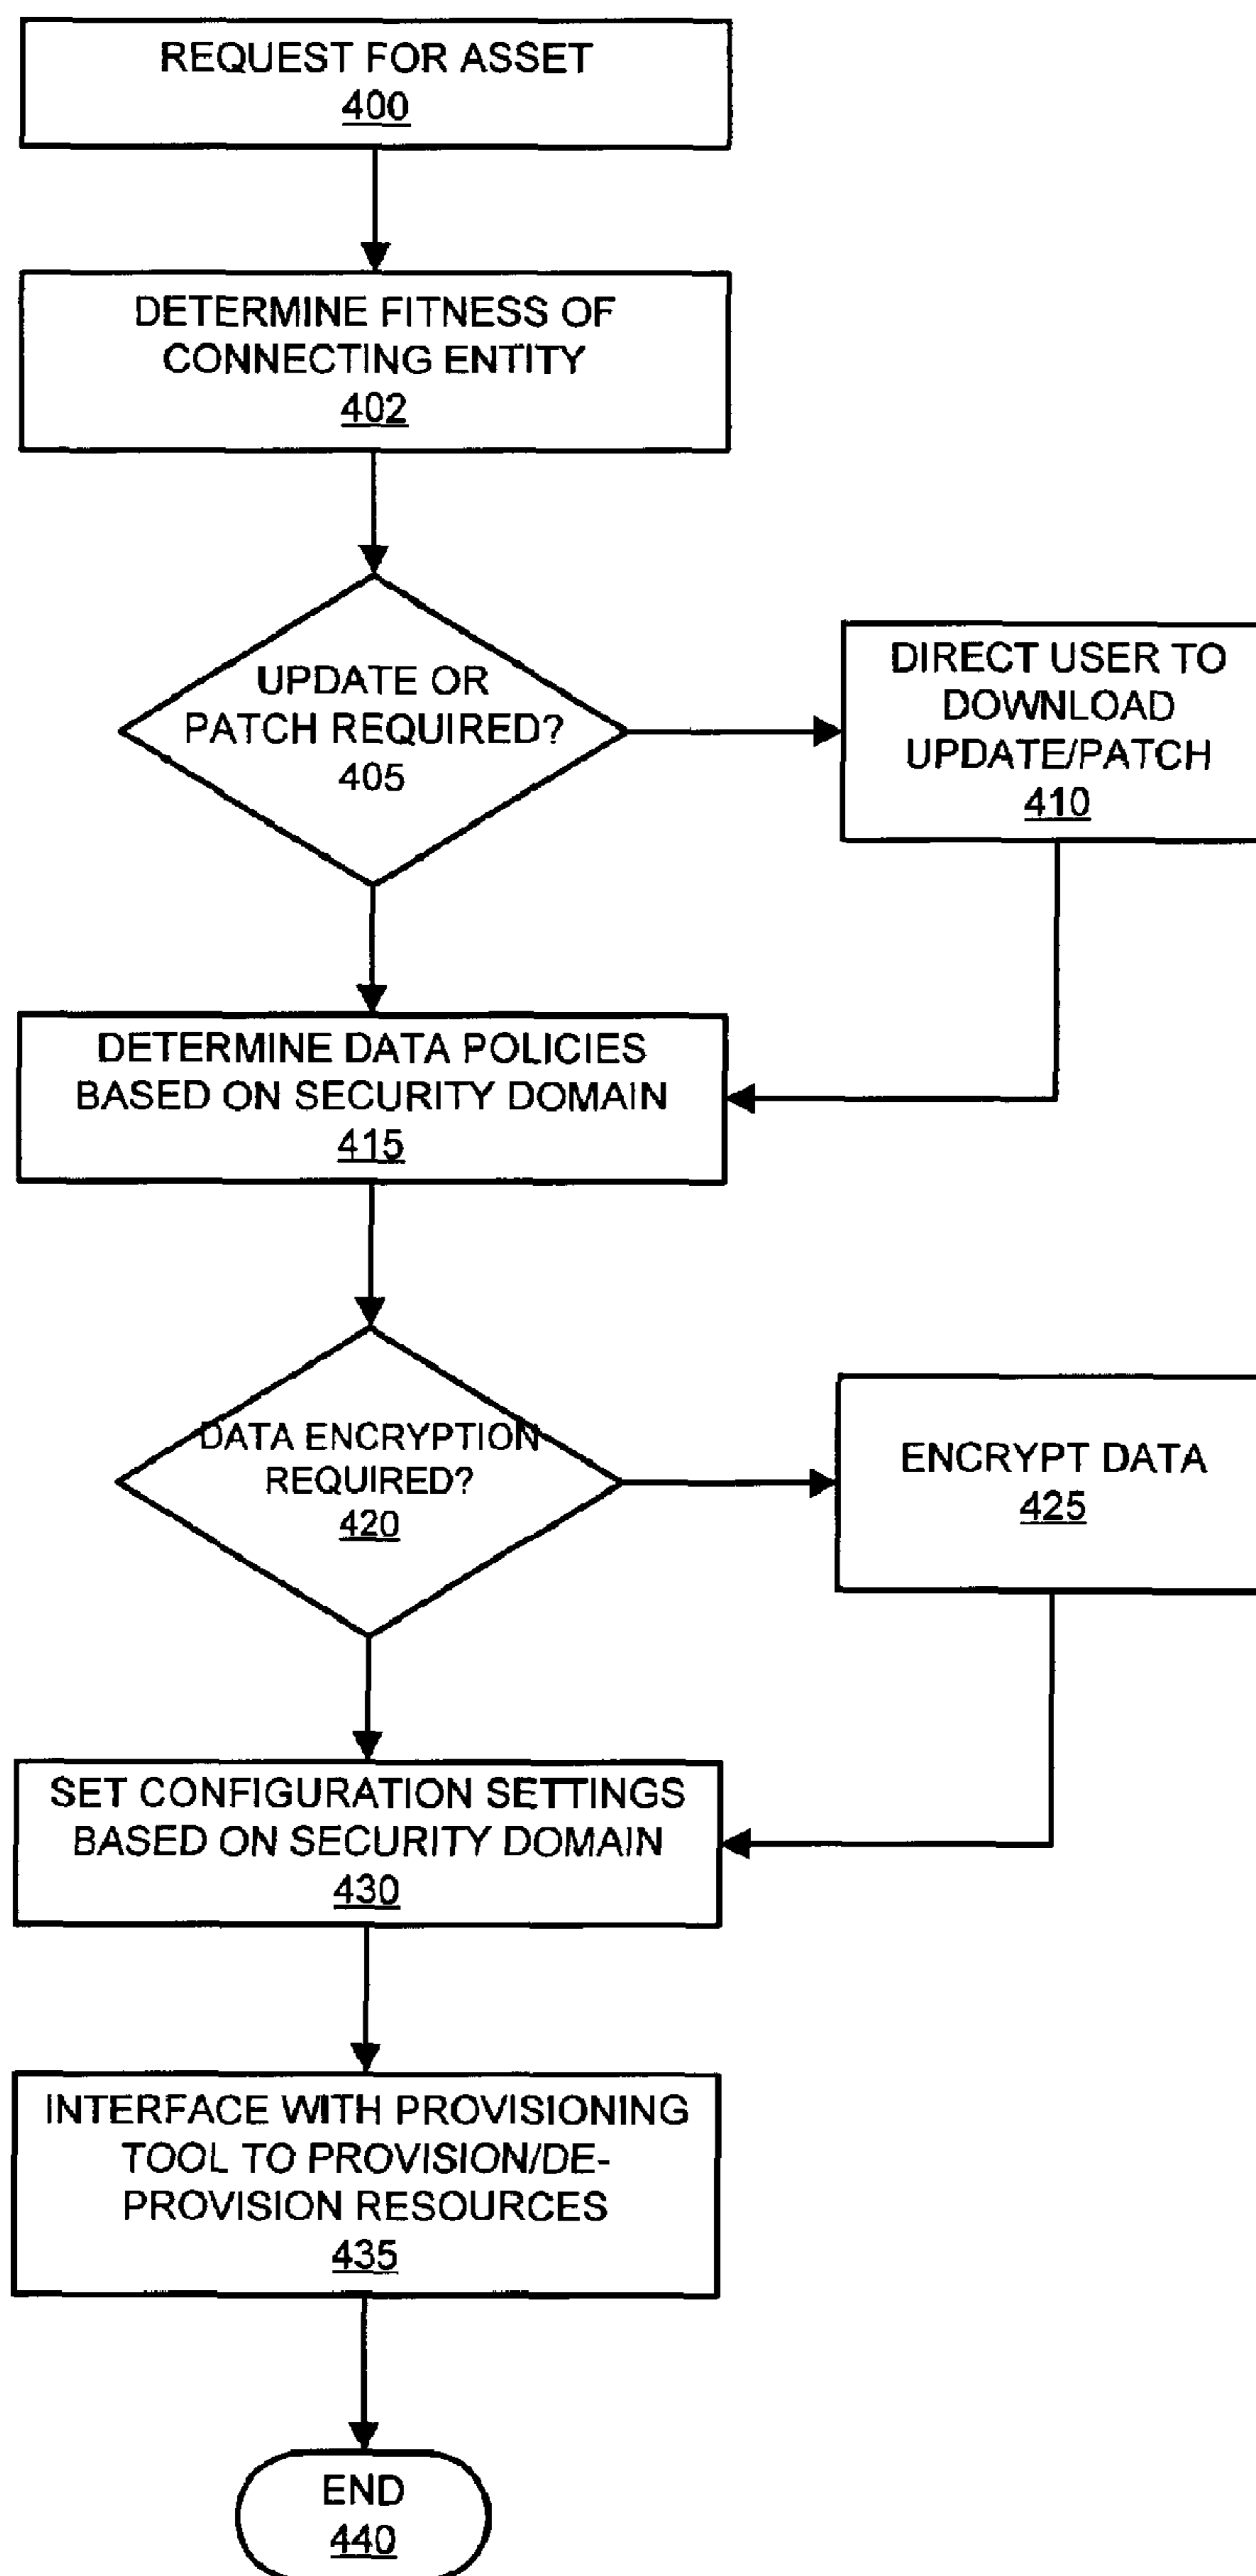 REQUEST FOR ASSET
400
DETERMINE FITNESS OF
CONNECTING ENTITY
402
UPDATE OR
PATCH REQUIRED?
405
DIRECT USER TO
DOWNLOAD
UPDATE/PATCH
410
DETERMINE DATA POLICIES
BASED ON SECURITY DOMAIN
415
DATA ENCRYPTION
REQUIRED?
420
ENCRYPT DATA
425
SET CONFIGURATION SETTINGS
BASED ON SECURITY DOMAIN
430
INTERFACE WITH PROVISIONING
TOOL TO PROVISION/DE-
PROVISION RESOURCES
435
END
440